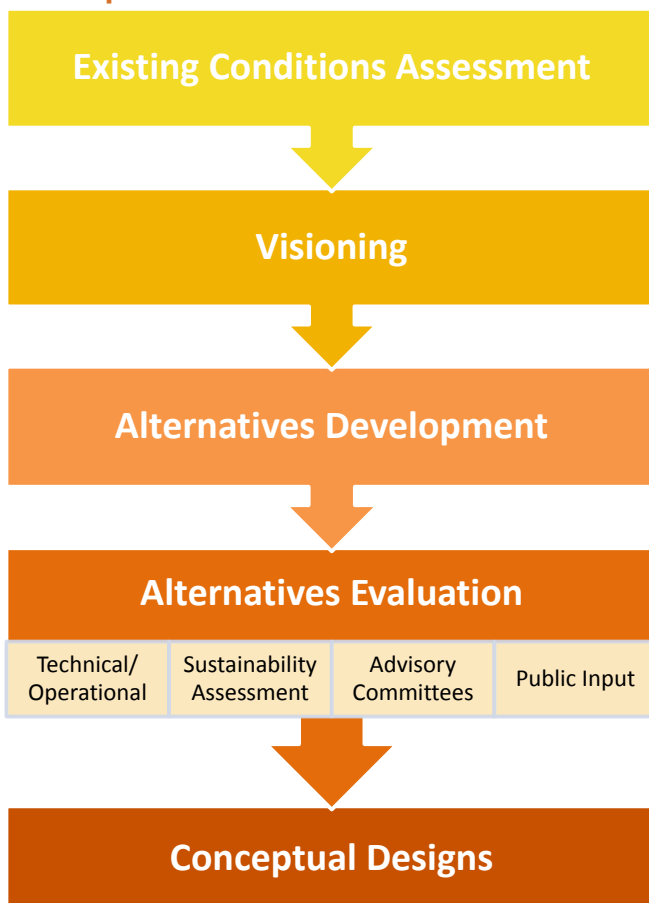 Existing Conditions Assessment
Visioning
Alternatives Development
Alternatives Evaluation
Technical/
Operational
Sustainability
Assessment
Advisory
Committees
Public Input
Conceptual Designs